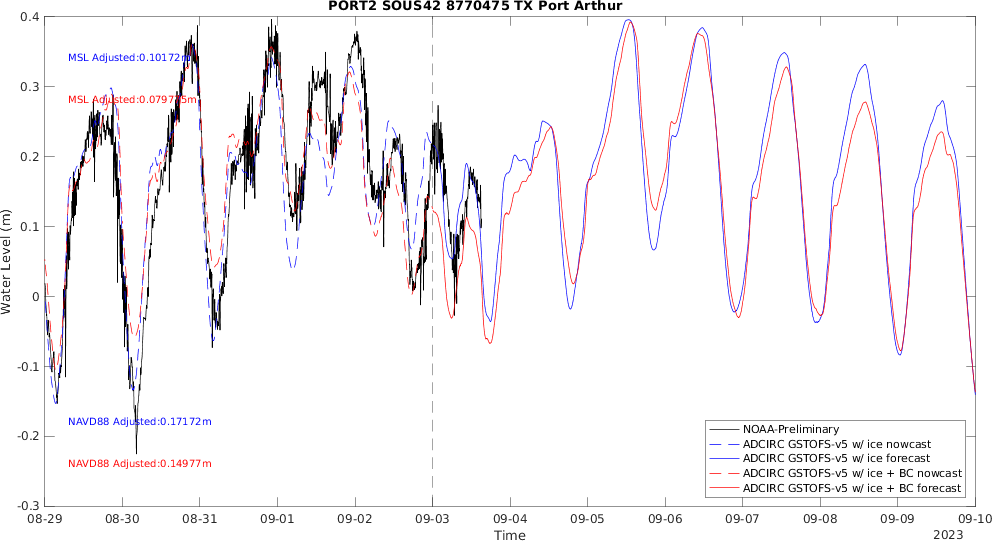 PORT2 SOUS42 8770475 TX Port Arthur
0.4
0.3
0.2
0.1
0
-0.1
-0.2
-0.3
Water Level (m)
MSL Adjusted:0.10172m
MSL Adjusted:0.079775m
NAVD88 Adjusted:0.17172m
NAVD88 Adjusted:0.14977m
NOAA-Preliminary
ADCIRC GSTOFS-v5 w/ ice nowcast
ADCIRC GSTOFS-v5 w/ ice forecast
ADCIRC GSTOFS-v5 w/ ice + BC nowcast
ADCIRC GSTOFS-v5 w/ ice + BC forecast
08-29 08-30 08-31 09-01 09-02 09-03 09-04 09-05 09-06 09-07 09-08 09-09 09-10
Time
2023